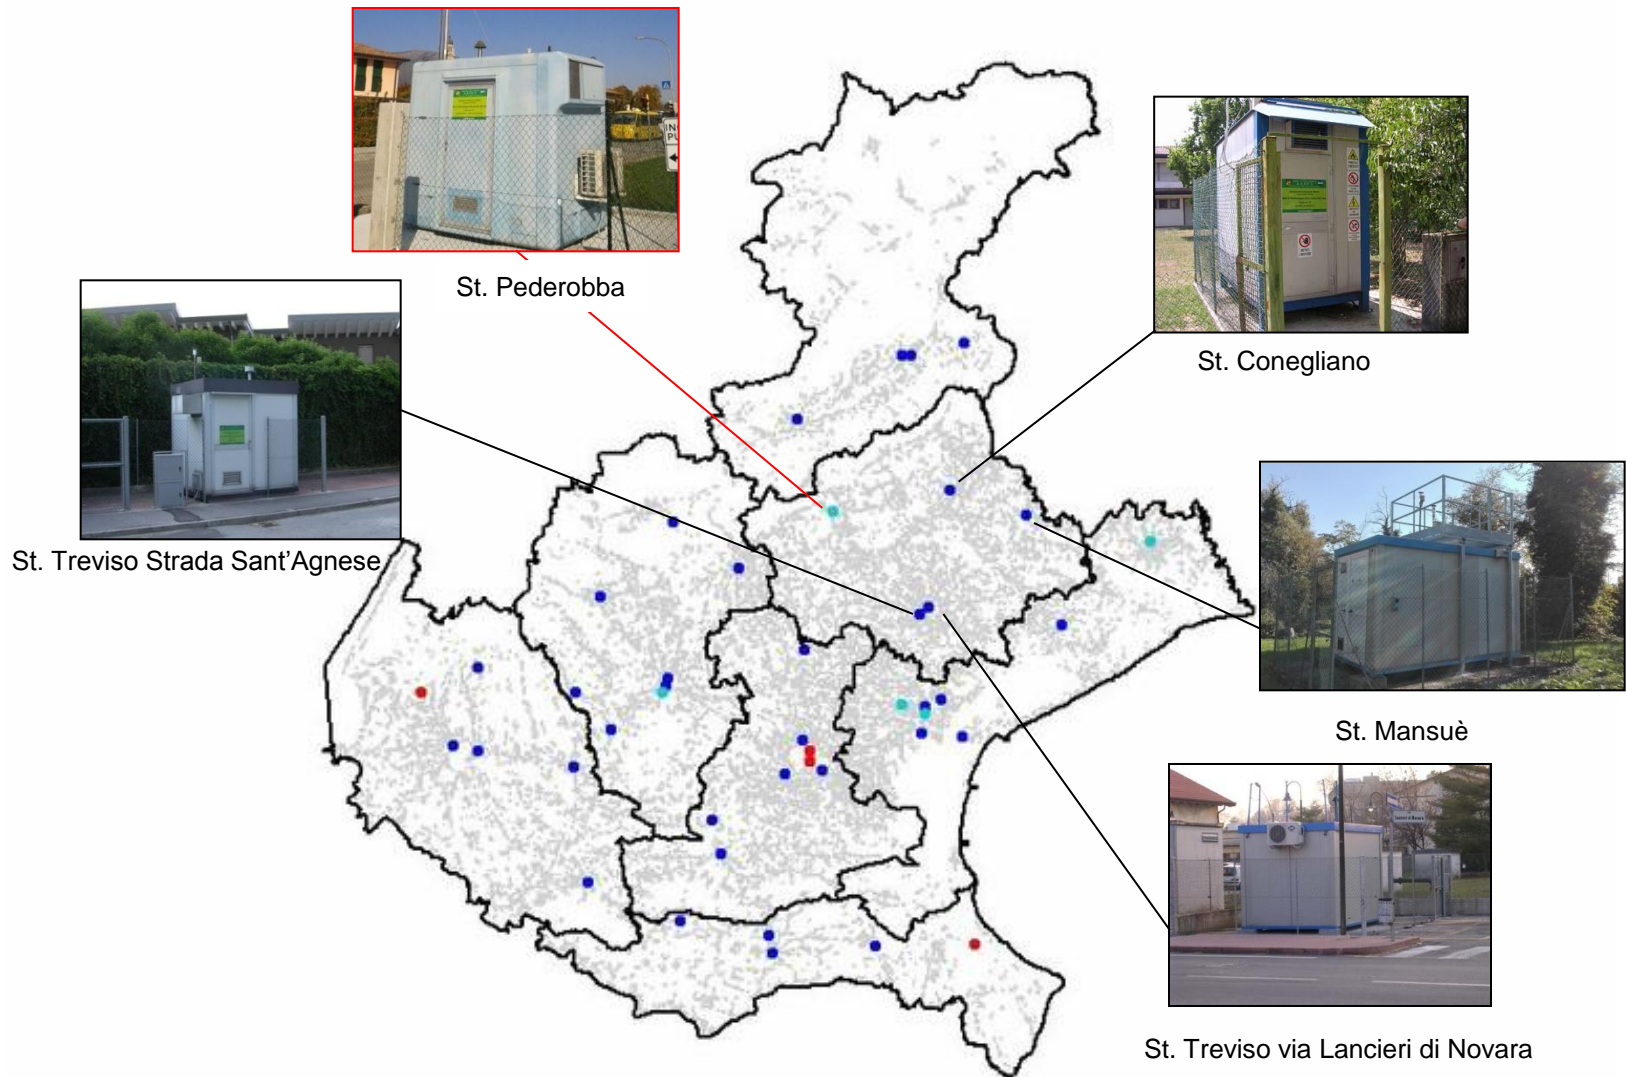 St. Pederobba
St. Conegliano
St. Treviso Strada Sant'Agnese
St. Mansuè
St. Treviso via Lancieri di Novara